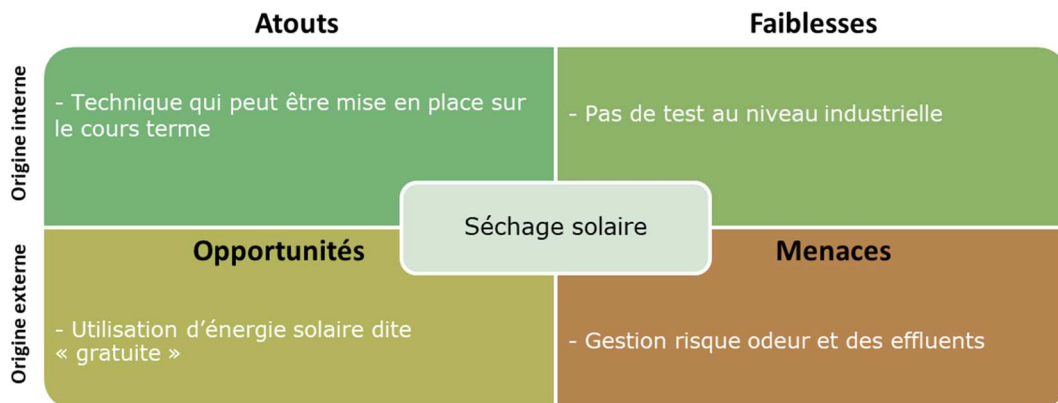 Atouts
Faiblesses
Origine interne
- Technique qui peut être mise en place sur
le cours terme
- Pas de test au niveau industrielle
Séchage solaire
Origine externe
Opportunités
Menaces
- Utilisation d'énergie solaire dite
« gratuite »
- Gestion risque odeur et des effluents